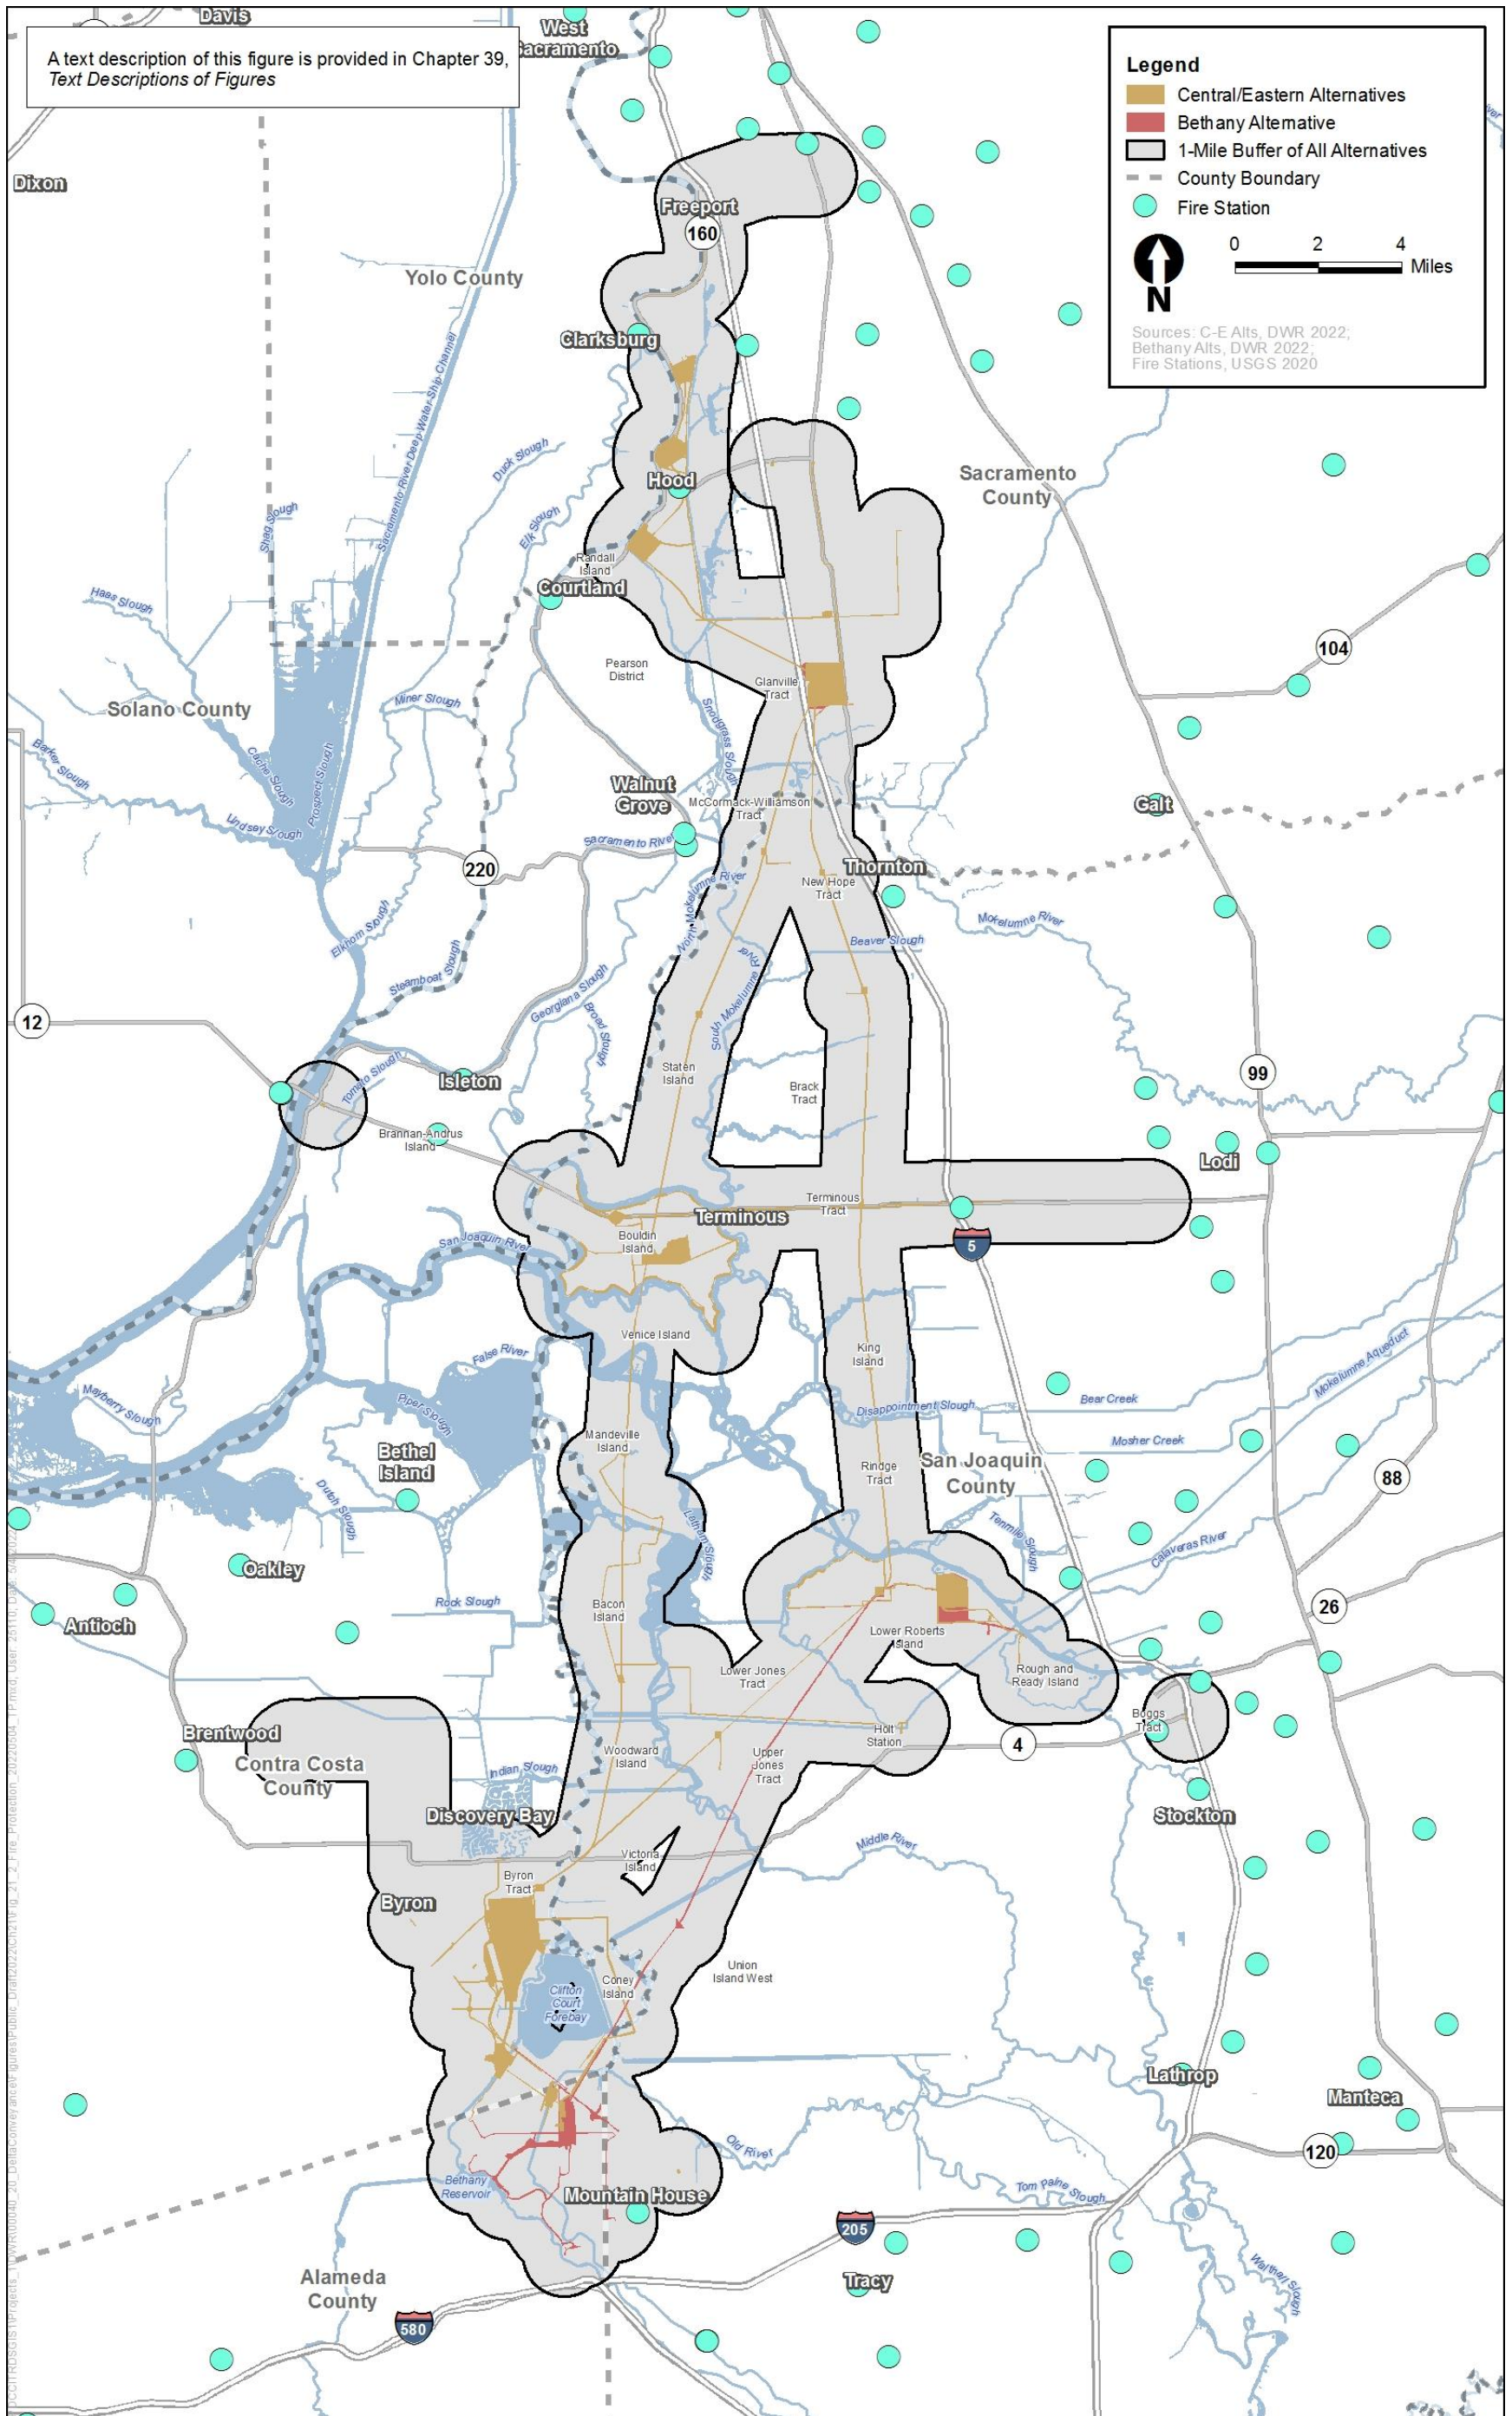 Davis
West
Sacramento
A text description of this figure is provided in Chapter 39,
Text Descriptions of Figures
Legend
Central/Eastern Alternatives
Bethany Alternative
1-Mile Buffer of All Alternatives
County Boundary
Fire Station
N
0 2 4
Miles
Sources: C-E Alts, DWR 2022;
Bethany Alts, DWR 2022;
Fire Stations, USGS 2020
Dixon
Freeport
160
Yolo County
Clarksburg
Sacramento River Deep Water Ship Channel
Duck Slough
Hood
Sacramento
County
Shag Slough
Elk Slough
Randall
Island
Courtland
Haas Slough
104
Pearson
District
Glanville
Tract
Solano County
Miner Slough
Snodgrass Slough
Barker Slough
Cache Slough
Prospect Slough
Walnut
Grove
McCormack-Williamson
Tract
Galt
Lindsey Slough
Sacramento River
220
Thornton
North Mokelumne River
New Hope
Tract
Mokelumne River
Elkhorn Slough
Beaver Slough
Steamboat Slough
Georgiana Slough
Broad Slough
South Mokelumne River
12
Staten
Island
Tomato Slough
Isleton
Brack
Tract
99
Brannan-Andrus
Island
Lodi
Terminous
Tract
Terminous
Bouldin
Island
San Joaquin River
5
Venice Island
False River
King
Island
Mokelumne Aqueduct
Mayberry Slough
Piper Slough
Disappointment Slough
Bear Creek
Mandeville
Island
Mosher Creek
Bethel
Island
Rindge
Tract
San Joaquin
County
88
Dutch Slough
Latham Slough
Tenmile Slough
Calaveras River
Oakley
Rock Slough
Bacon
Island
26
Antioch
Lower Roberts
Island
Lower Jones
Tract
Rough and
Ready Island
Boggs
Tract
Brentwood
Holt
Station
4
Contra Costa
County
Woodward
Island
Upper
Jones
Tract
Indian Slough
Discovery Bay
Stockton
Middle River
Victoria
Island
Byron
Tract
Byron
Union
Island West
Coney
Island
Clifton
Court
Forebay
Lathrop
Manteca
Old River
120
Bethany
Reservoir
Mountain House
Tom Paine Slough
205
Walthall Slough
Alameda
County
Tracy
580